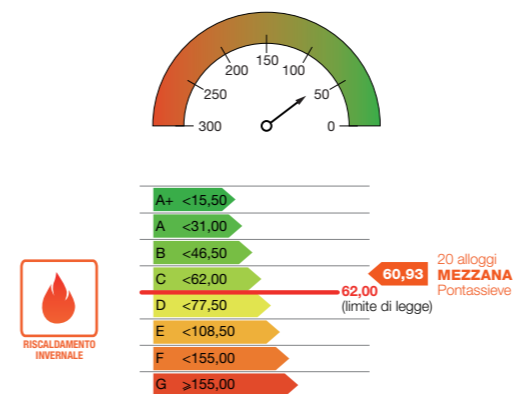 150
200 100
250 50
300 0
A+ <15,50
A <31,00
B <46,50
C <62,00
D <77,50
E <108,50
F <155,00
G ⩾155,00
62,00
(limite di legge)
60,93
20 alloggi
MEZZANA
Pontassieve
RISCALDAMENTO
INVERNALE